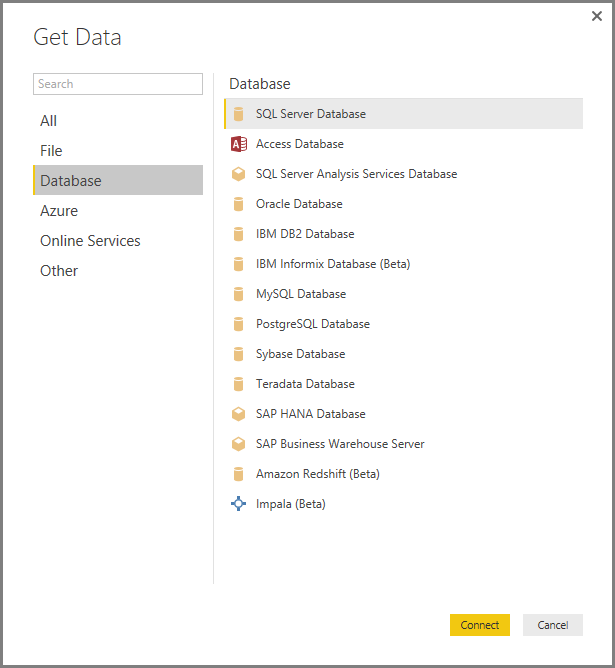 Get Data
Search
All
File
Database
Azure
Online Services
Other
Database
SQL Server Database
A Access Database
SQL Server Analysis Services Database
Oracle Database
IBM DB2 Database
IBM Informix Database (Beta)
MySQL Database
PostgreSQL Database
Sybase Database
Teradata Database
SAP HANA Database
SAP Business Warehouse Server
Amazon Redshift (Beta)
Impala (Beta)
Connect Cancel